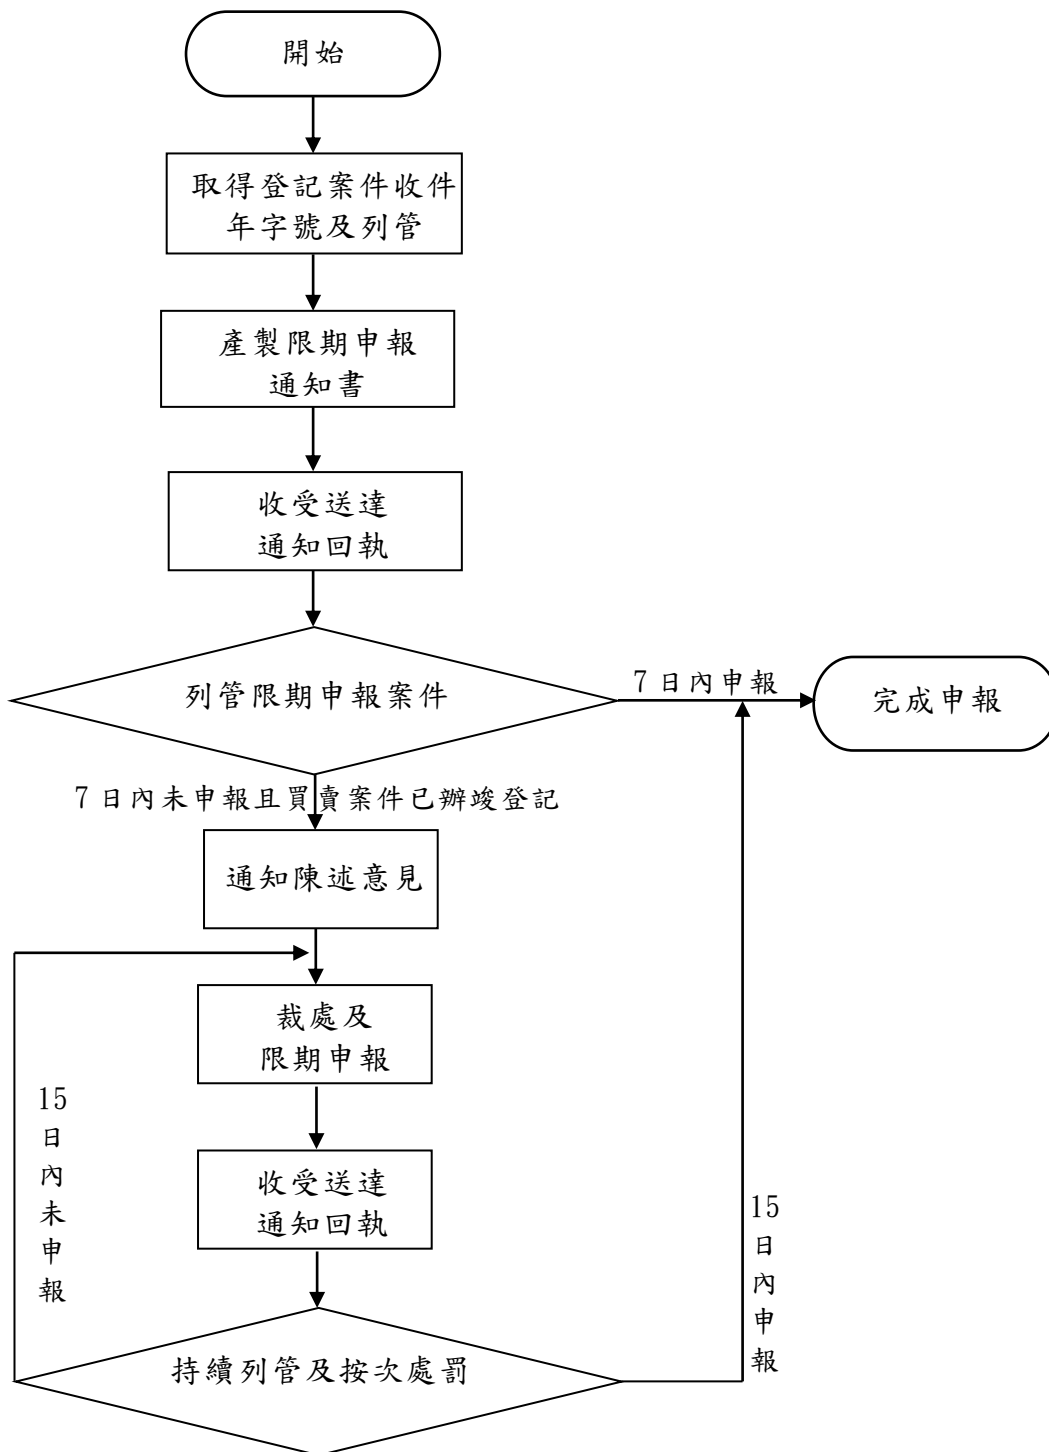 開始
取得登記案件收件
年字號及列管
產製限期申報
通知書
收受送達
通知回執
列管限期申報案件
7日內申報
完成申報
7日內未申報且買賣案件已辦竣登記
通知陳述意見
裁處及
限期申報
15
日
內
未
申
報
收受送達
通知回執
15
日
內
申
報
持續列管及按次處罰